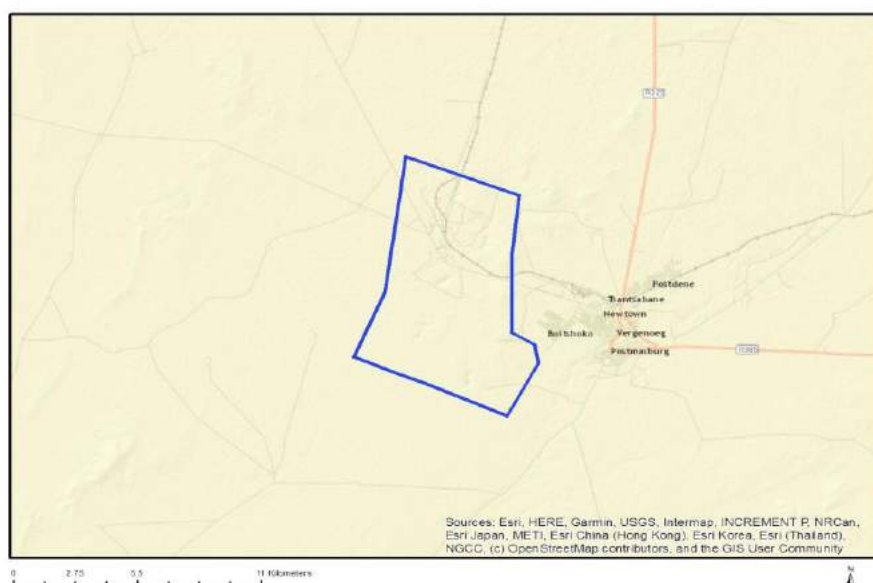 R325
Postdene
Newtown
Boitshoko
Vergenoeg
Postmasburg
R385
Sources: Esri, HERE, Garmin, USGS, Intermap, INCREMENT P, NRCan,
Esri Japan, METI, Esri China (Hong Kong), Esri Korea, Esri (Thailand),
NGCC, (c) OpenStreetMap contributors, and the GIS User Community
0 2.75 5.5 11 Kilometers
N